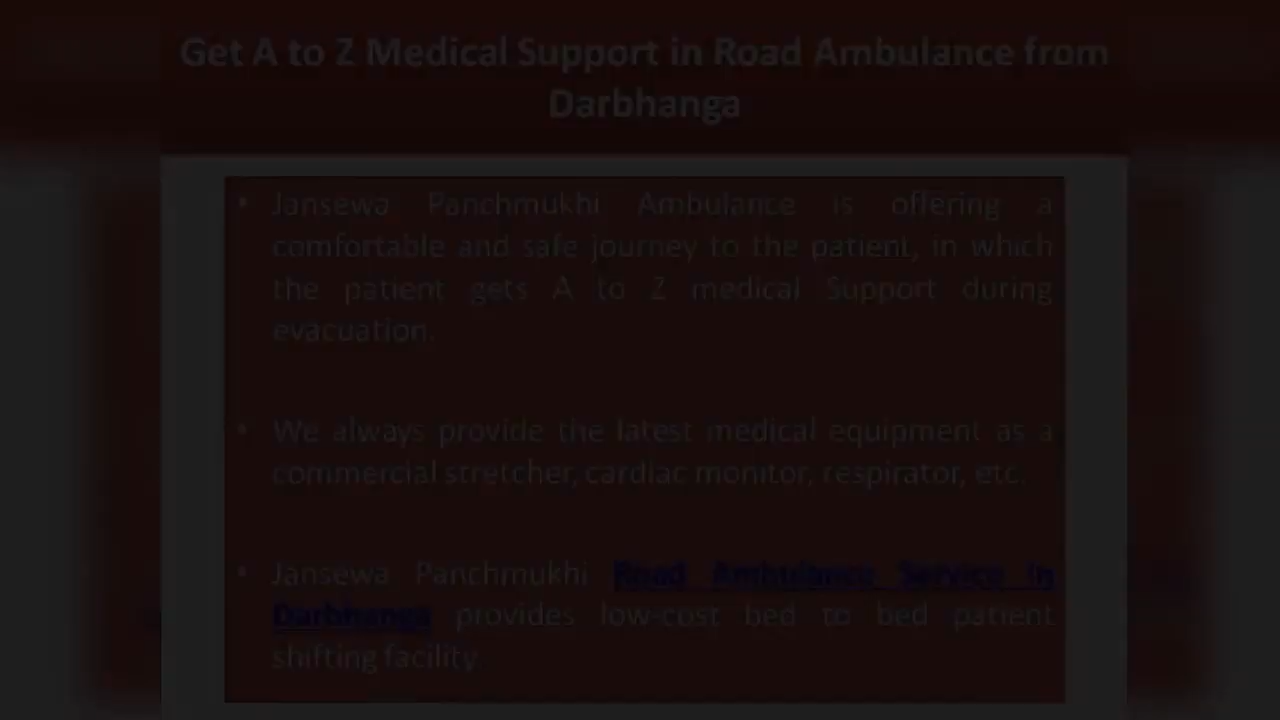 Get A to Z Medical Support in Road Ambulance from
Darbhanga
• Jansewa Panchmukhi Ambulance is offering a
comfortable and safe journey to the patient, in which
the patient gets A to Z medical Support during
evacuation.
• We always provide the latest medical equipment as a
commercial stretcher, cardiac monitor, respirator, etc.
• Jansewa Panchmukhi Road Ambulance Service in
Darbhanga provides low-cost bed to bed patient
shifting facility.